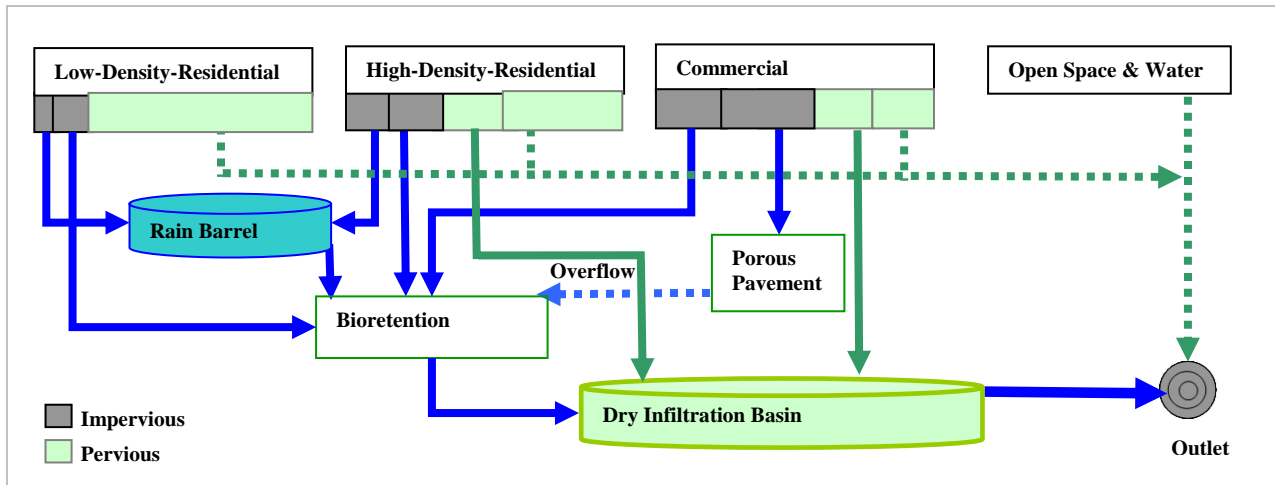 Low-Density-Residential
High-Density-Residential
Commercial
Open Space & Water
Rain Barrel
Porous
Pavement
Overflow
Bioretention
Dry Infiltration Basin
Impervious
Pervious
Outlet